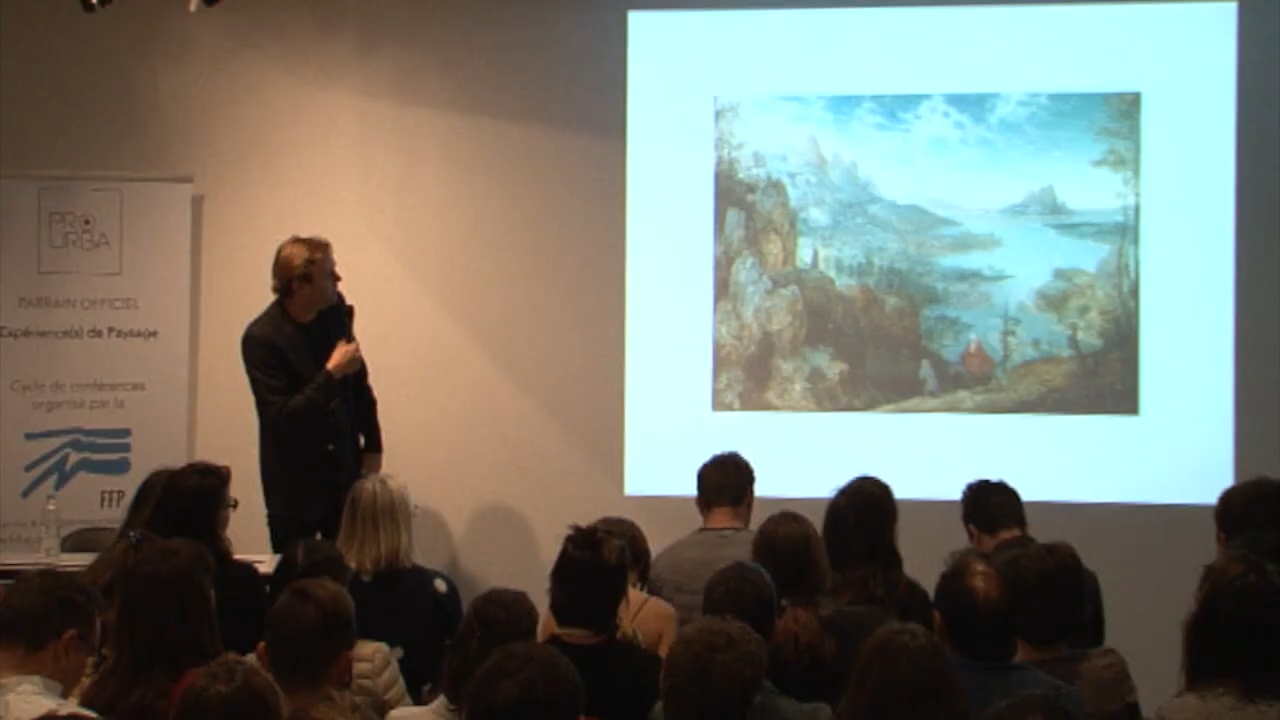 PRO
URBA
PARRAIN OFFICIEL
Expérience(s) de Paysage
Cycle de conférences
organisé par la
FFP